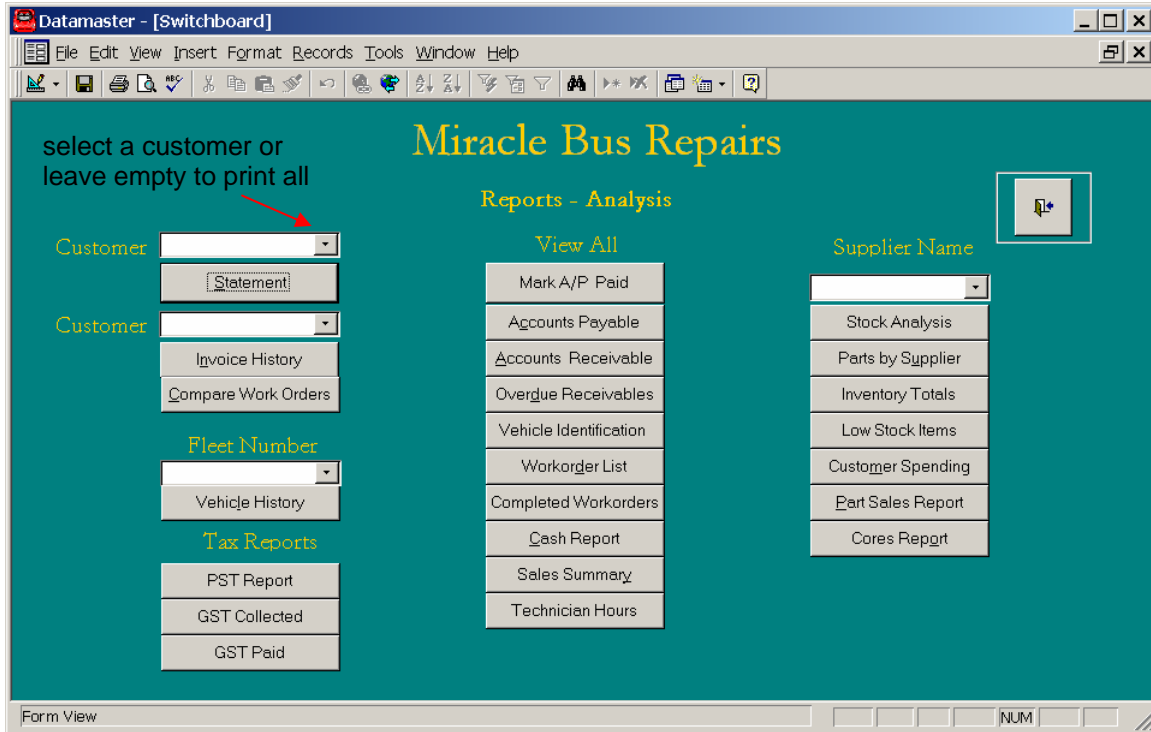 Datamaster - [Switchboard]
File Edit View Insert Format Records Tools Window Help
select a customer or
leave empty to print all
Miracle Bus Repairs
Reports - Analysis
Customer
Statement
Customer
Invoice History
Compare Work Orders
Fleet Number
Vehicle History
Tax Reports
PST Report
GST Collected
GST Paid
View All
Mark A/P Paid
Accounts Payable
Accounts Receivable
Overdue Receivables
Vehicle Identification
Workorder List
Completed Workorders
Cash Report
Sales Summary
Technician Hours
Supplier Name
Stock Analysis
Parts by Supplier
Inventory Totals
Low Stock Items
Customer Spending
Part Sales Report
Cores Report
Form View
NUM